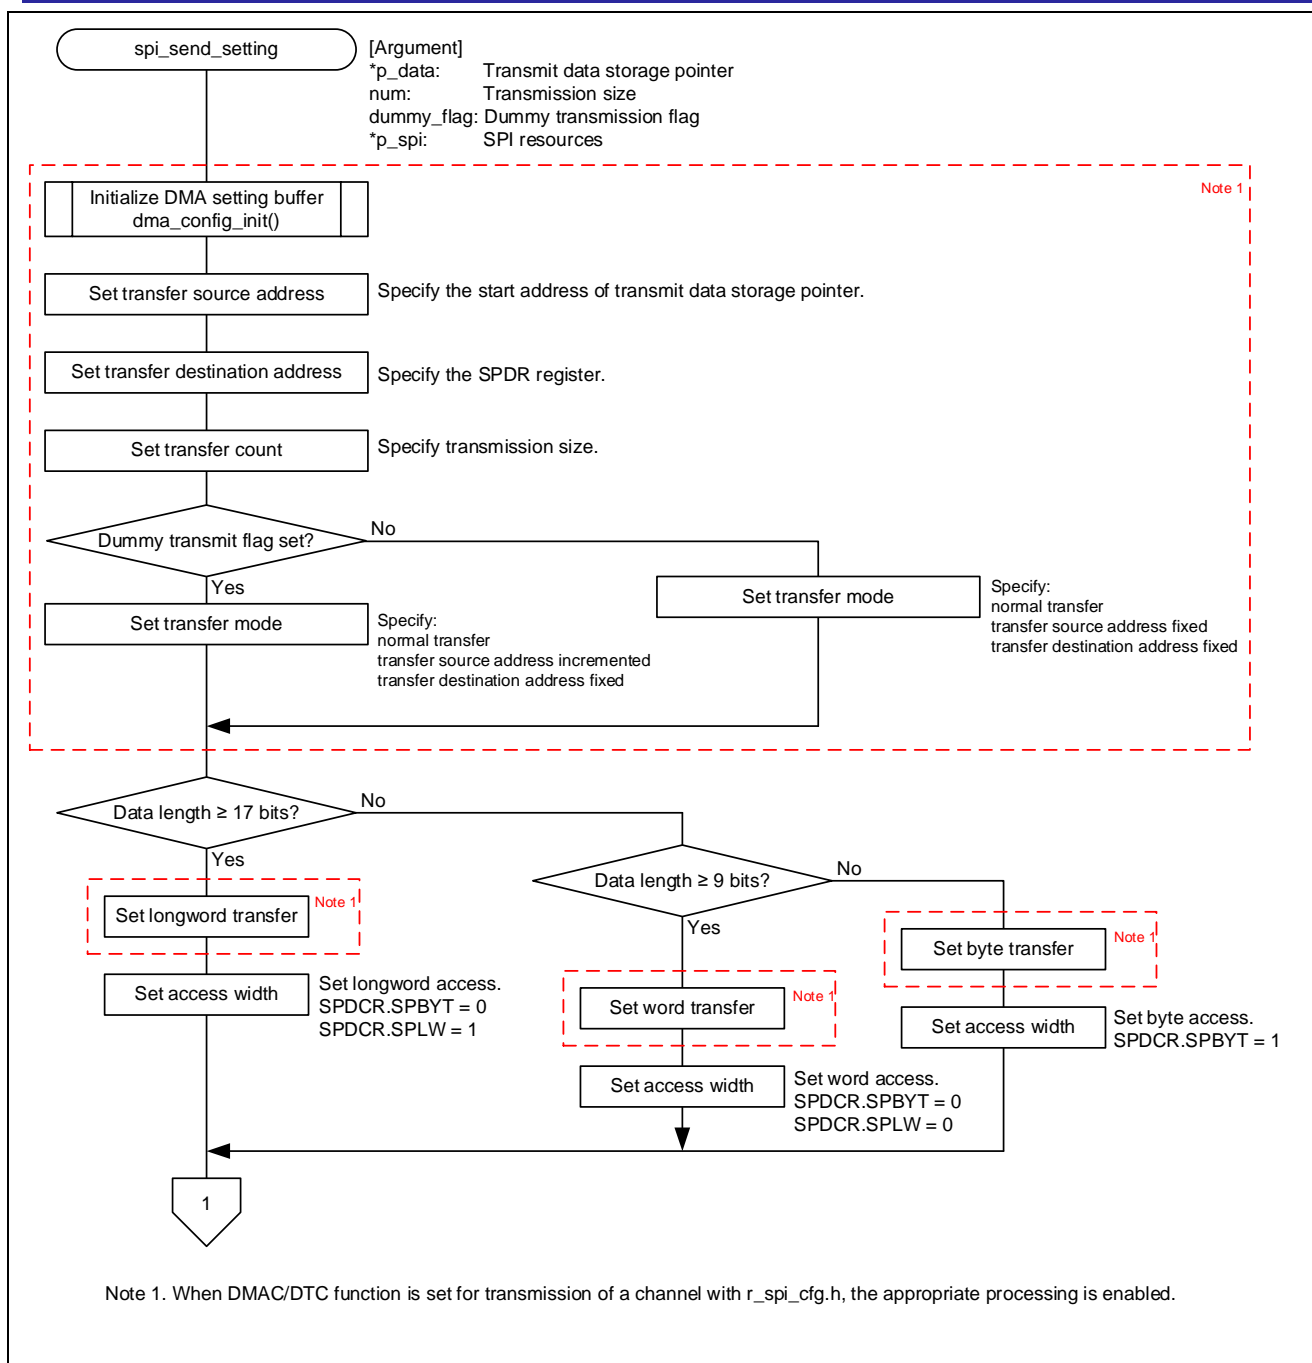 spi_send_setting
[Argument]
*p_data: Transmit data storage pointer
num: Transmission size
dummy_flag: Dummy transmission flag
*p_spi: SPI resources
Note 1
Initialize DMA setting buffer
dma_config_init()
Set transfer source address
Specify the start address of transmit data storage pointer.
Set transfer destination address
Specify the SPDR register.
Set transfer count
Specify transmission size.
Dummy transmit flag set?
No
Yes
Set transfer mode
Specify:
normal transfer
transfer source address incremented
transfer destination address fixed
Set transfer mode
Specify:
normal transfer
transfer source address fixed
transfer destination address fixed
Data length ≥ 17 bits?
No
Yes
Data length ≥ 9 bits?
No
Yes
Set longword transfer
Note 1
Set access width
Set longword access.
SPDCR.SPBYT = 0
SPDCR.SPLW = 1
Set word transfer
Note 1
Set access width
Set word access.
SPDCR.SPBYT = 0
SPDCR.SPLW = 0
Set byte transfer
Note 1
Set access width
Set byte access.
SPDCR.SPBYT = 1
1
Note 1. When DMAC/DTC function is set for transmission of a channel with r_spi_cfg.h, the appropriate processing is enabled.